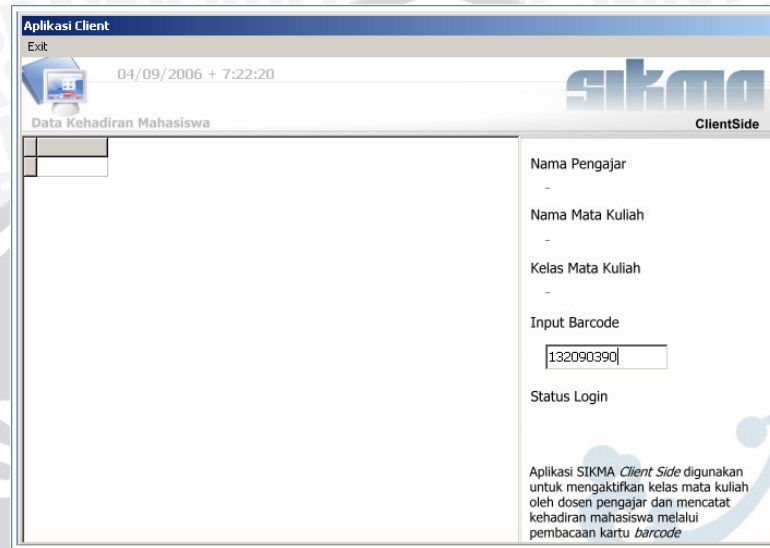 Aplikasi Client
Exit
04/09/2006 + 7:22:20
sikma
Data Kehadiran Mahasiswa
ClientSide
Nama Pengajar
-
Nama Mata Kuliah
-
Kelas Mata Kuliah
-
Input Barcode
132090390
Status Login
Aplikasi SIKMA Client Side digunakan
untuk mengaktifkan kelas mata kuliah
oleh dosen pengajar dan mencatat
kehadiran mahasiswa melalui
pembacaan kartu barcode